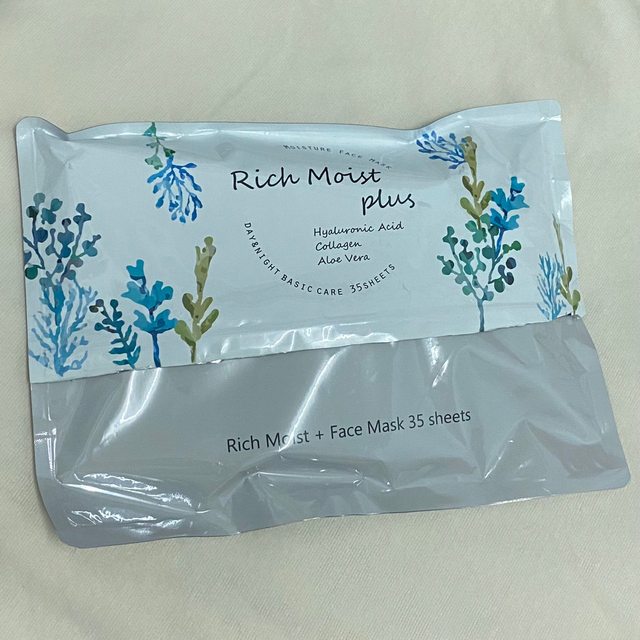 MOISTURE FACE MASK
Rich Moist
plus
Hyaluronic Acid
Collagen
Aloe Vera
DAY&NIGHT BASIC CARE 35SHEETS
Rich Moist + Face Mask 35 sheets